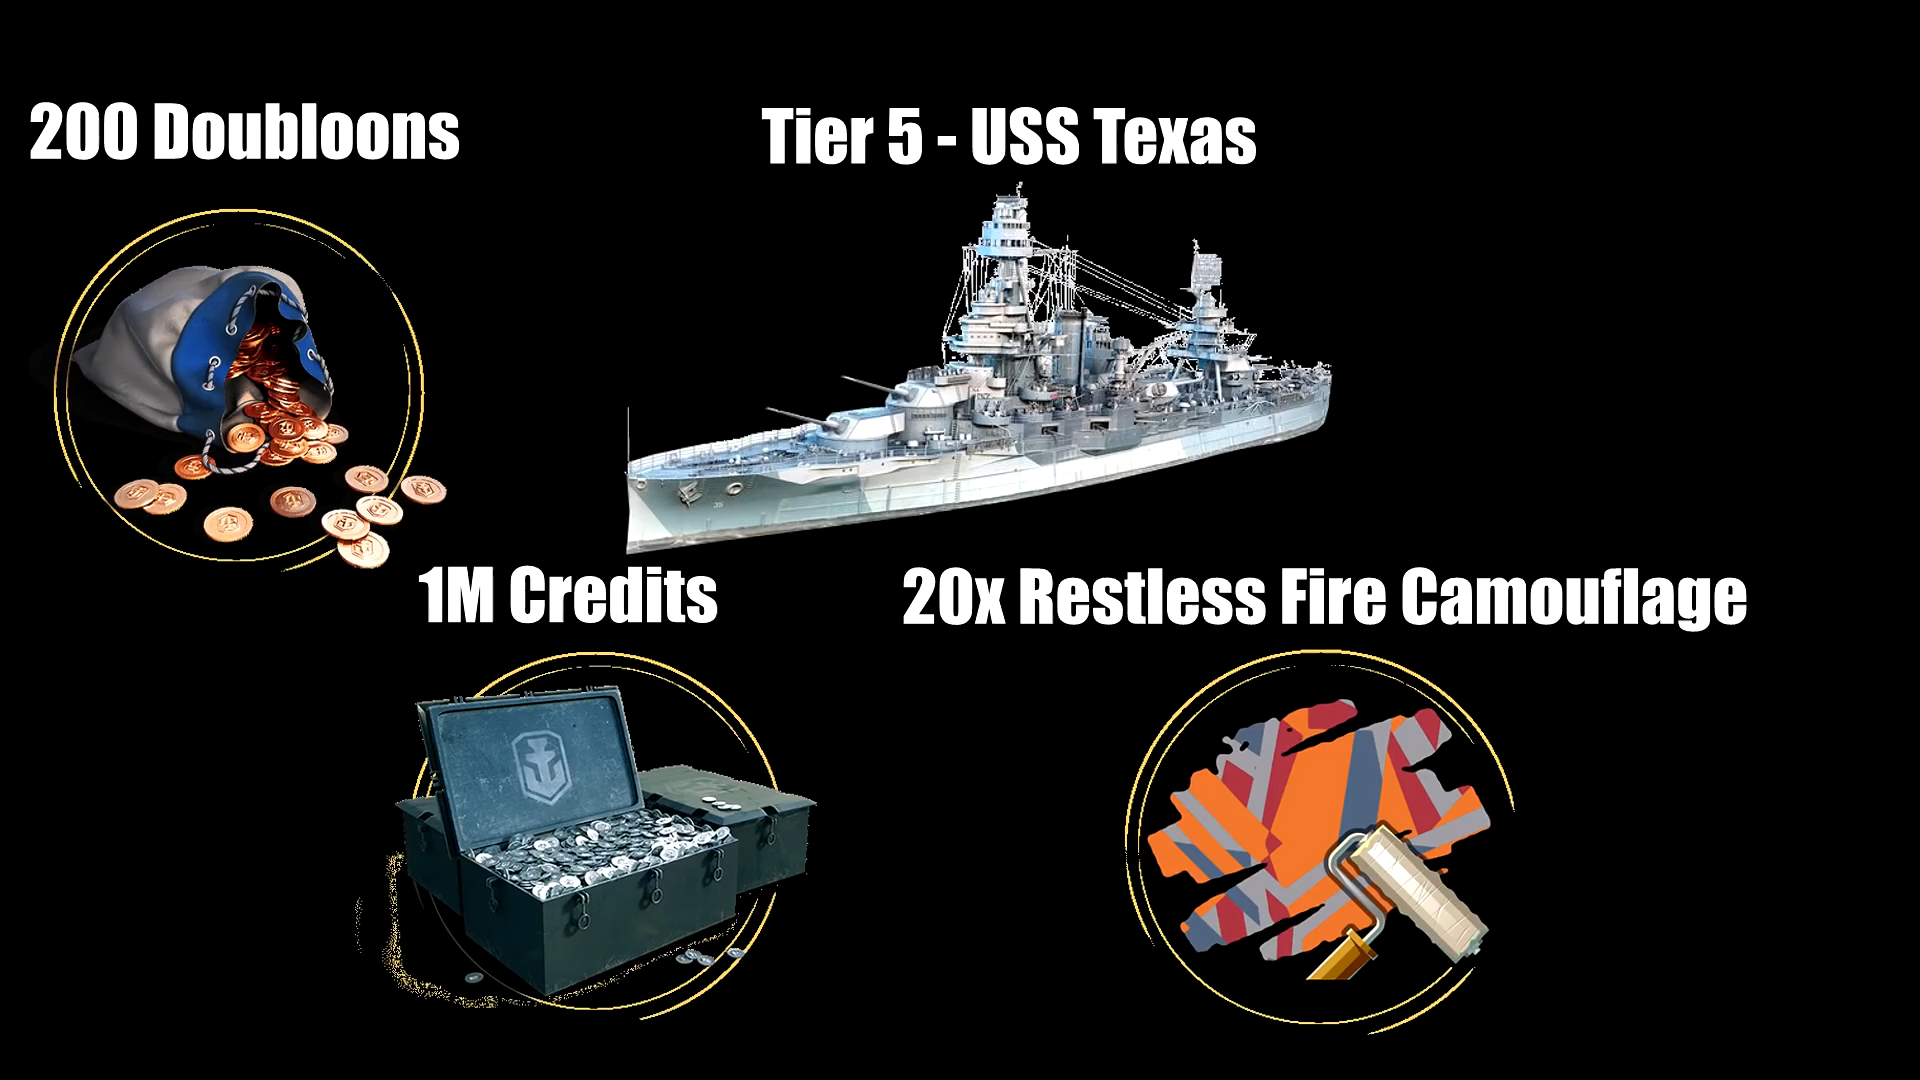 200 Doubloons
Tier 5 - USS Texas
1M Credits
20x Restless Fire Camouflage